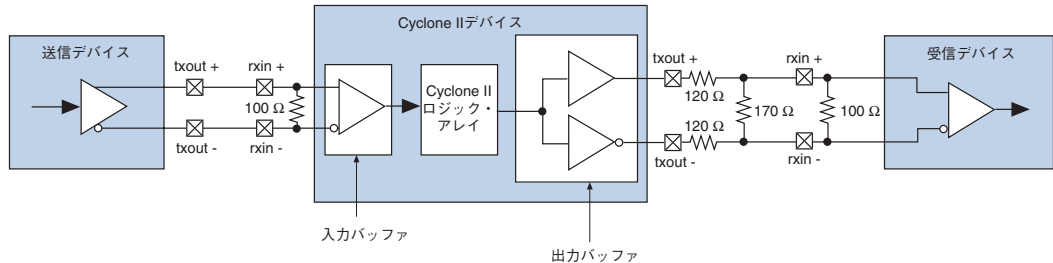 Cyclone IIデバイス
送信デバイス
受信デバイス
txout +
rxin +
100 Ω
txout -
rxin -
Cyclone II
ロジック・
アレイ
txout +
120 Ω
rxin +
170 Ω
100 Ω
120 Ω
txout -
rxin -
入力バッファ
出力バッファ